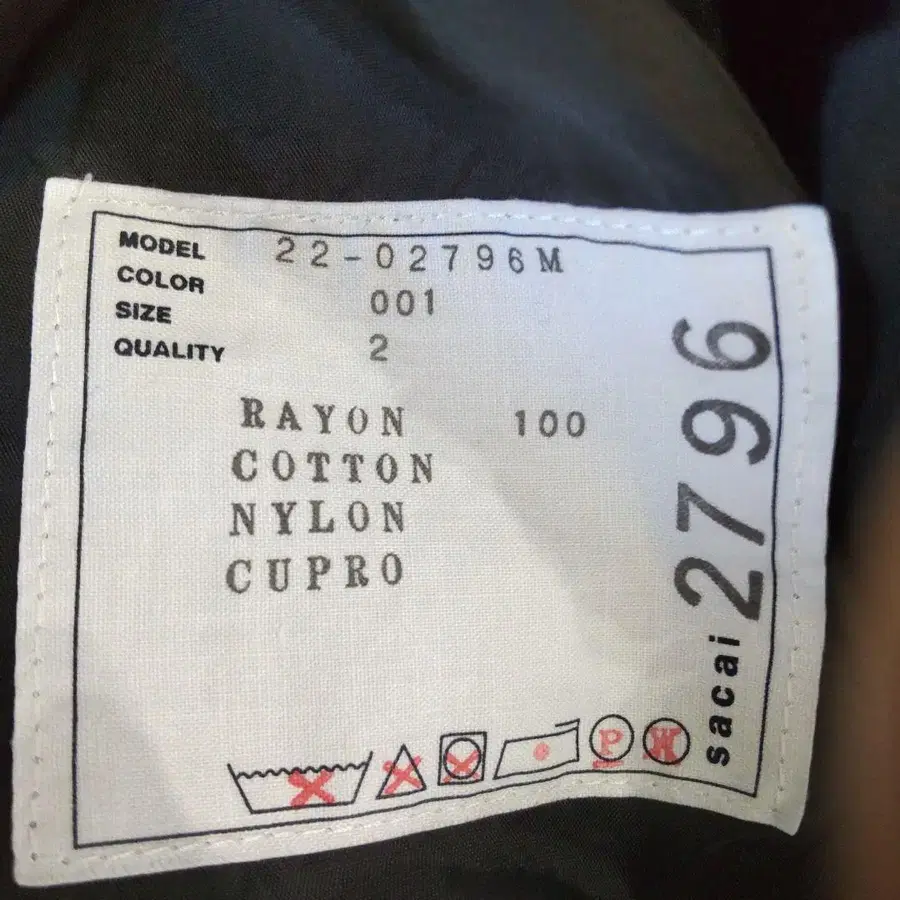 MODEL 22-02796M
COLOR 001
SIZE 2
QUALITY
RAYON 100
COTTON
NYLON
CUPRO
sacai 2796
P W